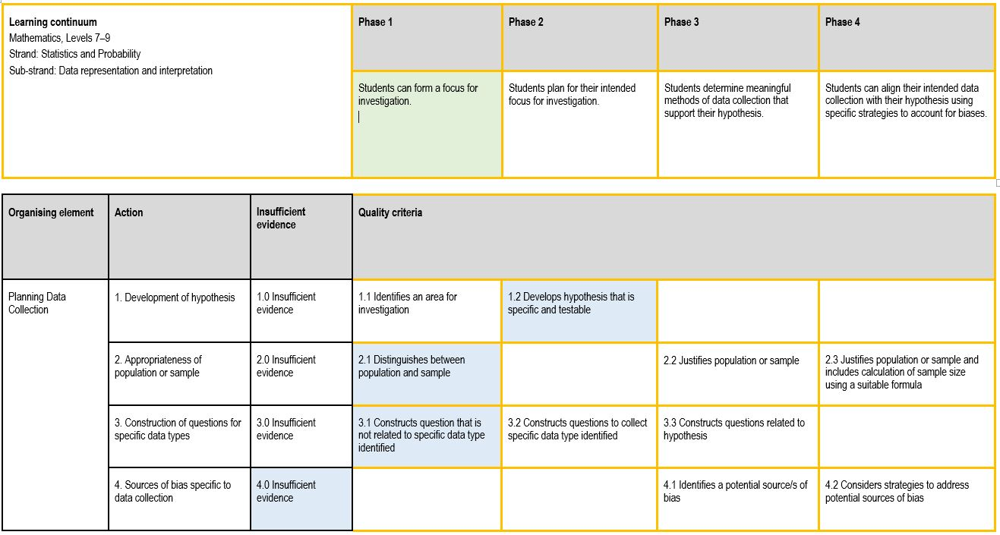 Learning continuum
Mathematics, Levels 7–9
Strand: Statistics and Probability
Sub-strand: Data representation and interpretation
Phase 1
Phase 2
Phase 3
Phase 4
Students can form a focus for
investigation.
Students plan for their intended
focus for investigation.
Students determine meaningful
methods of data collection that
support their hypothesis.
Students can align their intended data
collection with their hypothesis using
specific strategies to account for biases.
Organising element
Action
Insufficient
evidence
Quality criteria
Planning Data
Collection
1. Development of hypothesis
1.0 Insufficient
evidence
1.1 Identifies an area for
investigation
1.2 Develops hypothesis that is
specific and testable
2. Appropriateness of
population or sample
2.0 Insufficient
evidence
2.1 Distinguishes between
population and sample
2.2 Justifies population or sample
2.3 Justifies population or sample and
includes calculation of sample size
using a suitable formula
3. Construction of questions for
specific data types
3.0 Insufficient
evidence
3.1 Constructs question that is
not related to specific data type
identified
3.2 Constructs questions to collect
specific data type identified
3.3 Constructs questions related to
hypothesis
4. Sources of bias specific to
data collection
4.0 Insufficient
evidence
4.1 Identifies a potential source/s of
bias
4.2 Considers strategies to address
potential sources of bias